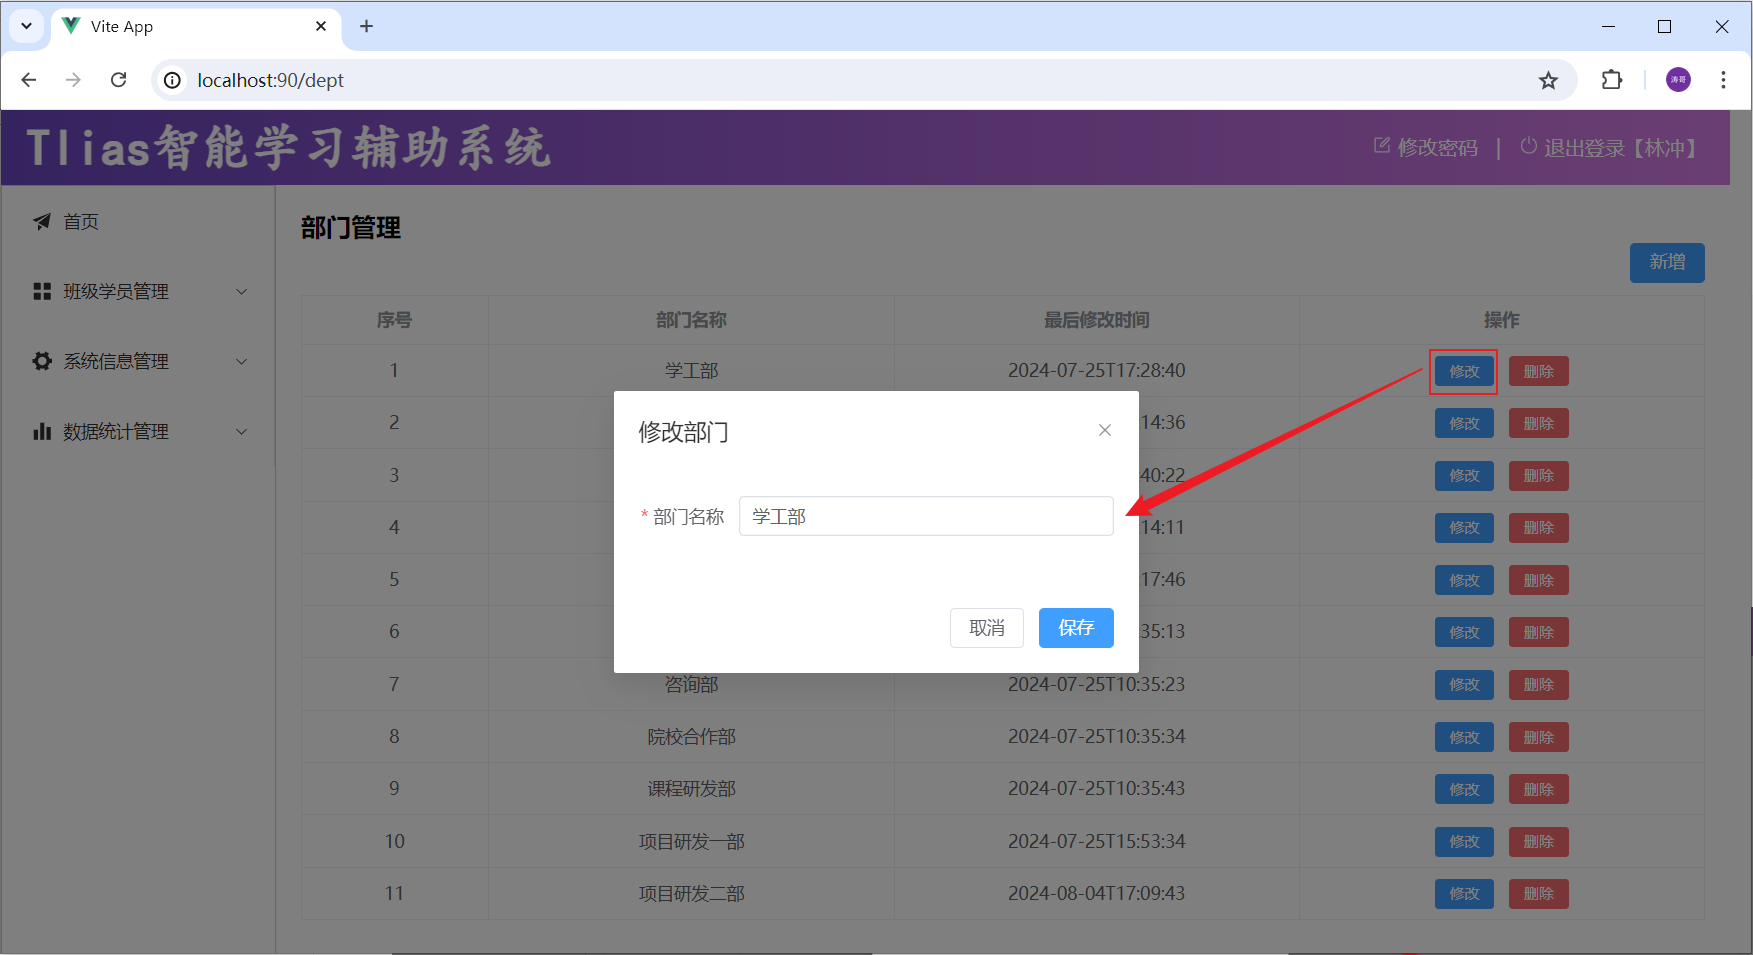 Vite App
localhost:90/dept
涛哥
Tlias智能学习辅助系统
修改密码 | 退出登录【林冲】
首页
班级学员管理
系统信息管理
数据统计管理
部门管理
新增
序号 部门名称 最后修改时间 操作
1 学工部 2024-07-25T17:28:40 修改 删除
2 14:36 修改 删除
3 40:22 修改 删除
4 14:11 修改 删除
5 17:46 修改 删除
6 35:13 修改 删除
7 咨询部 2024-07-25T10:35:23 修改 删除
8 院校合作部 2024-07-25T10:35:34 修改 删除
9 课程研发部 2024-07-25T10:35:43 修改 删除
10 项目研发一部 2024-07-25T15:53:34 修改 删除
11 项目研发二部 2024-08-04T17:09:43 修改 删除
修改部门
* 部门名称 学工部
取消 保存